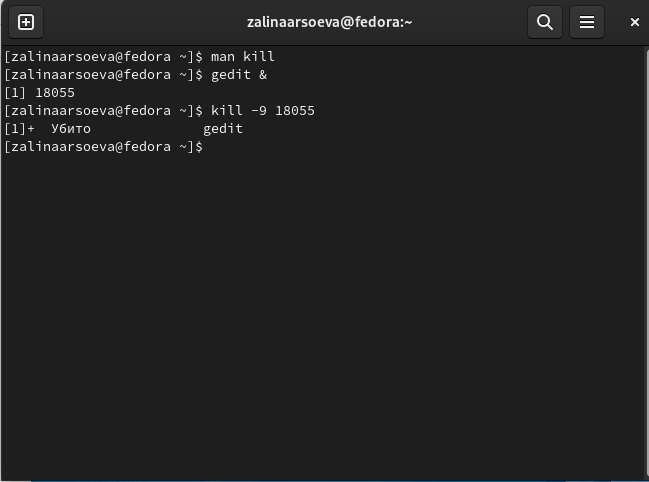 zalinaarsoeva@fedora:~
[zalinaarsoeva@fedora ~]$ man kill
[zalinaarsoeva@fedora ~]$ gedit &
[1] 18055
[zalinaarsoeva@fedora ~]$ kill -9 18055
[1]+  Убито              gedit
[zalinaarsoeva@fedora ~]$